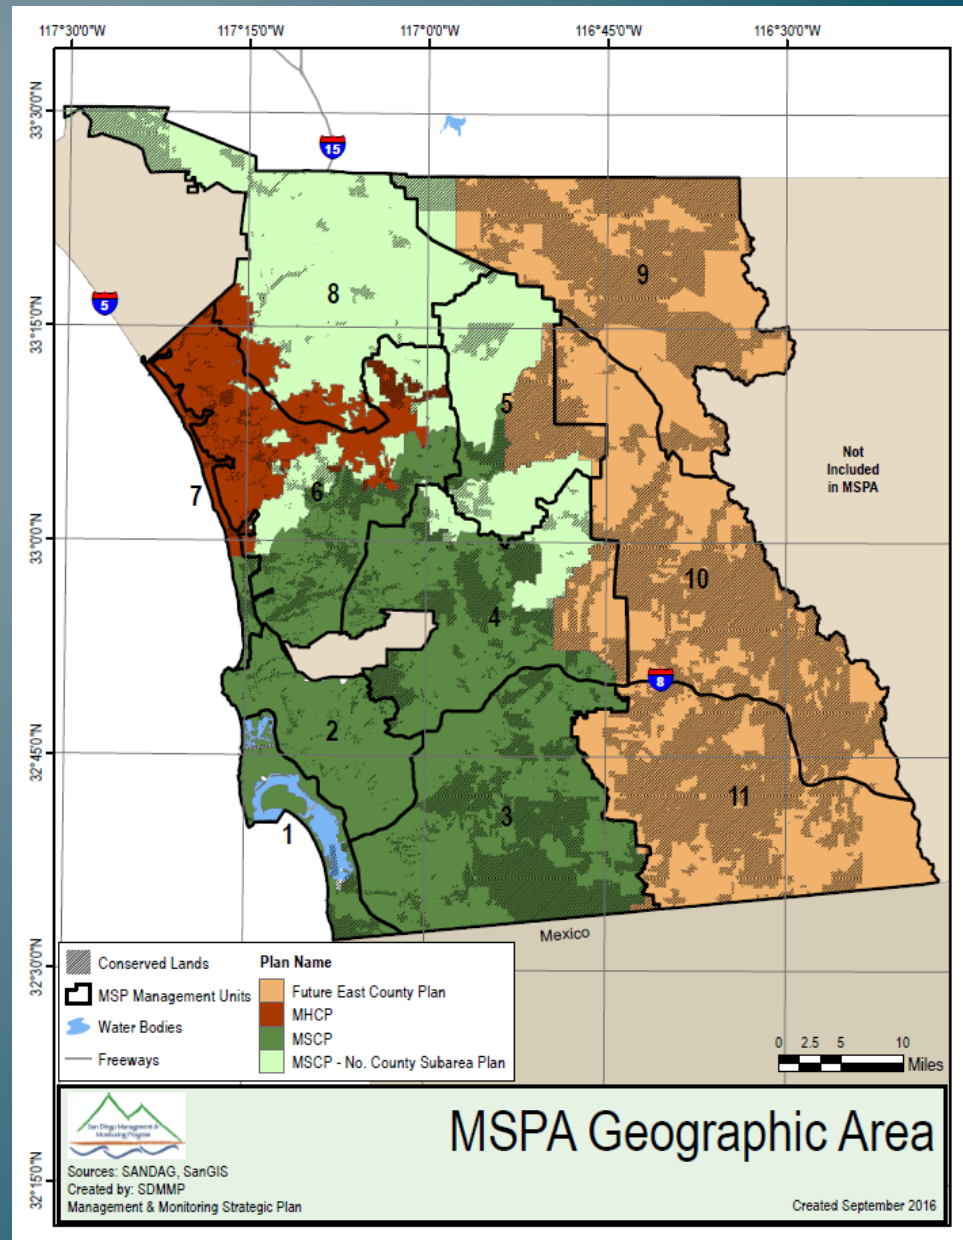 117°30'0"W 117°15'0"W 117°0'0"W 116°45'0"W 116°30'0"W
33°30'0"N
15
9
8
5
33°15'0"N
5
Not
Included
in MSPA
7
6
33°0'0"N
10
4
8
2
32°45'0"N
11
3
1
Mexico
32°30'0"N
Conserved Lands
MSP Management Units
Water Bodies
Freeways
Plan Name
Future East County Plan
MHCP
MSCP
MSCP - No. County Subarea Plan
0 2.5 5 10
Miles
32°15'0"N
San Diego Management &
Monitoring Program
MSPA Geographic Area
Sources: SANDAG, SanGIS
Created by: SDMMP
Management & Monitoring Strategic Plan
Created September 2016